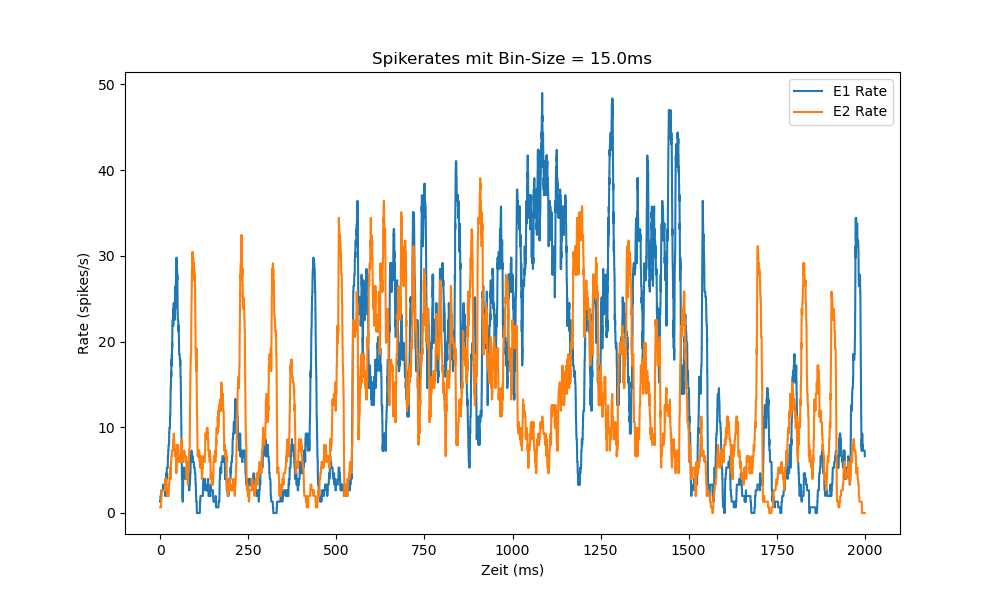 Spikerates mit Bin-Size = 15.0ms
E1 Rate
E2 Rate
50
40
30
20
10
0
Rate (spikes/s)
0 250 500 750 1000 1250 1500 1750 2000
Zeit (ms)